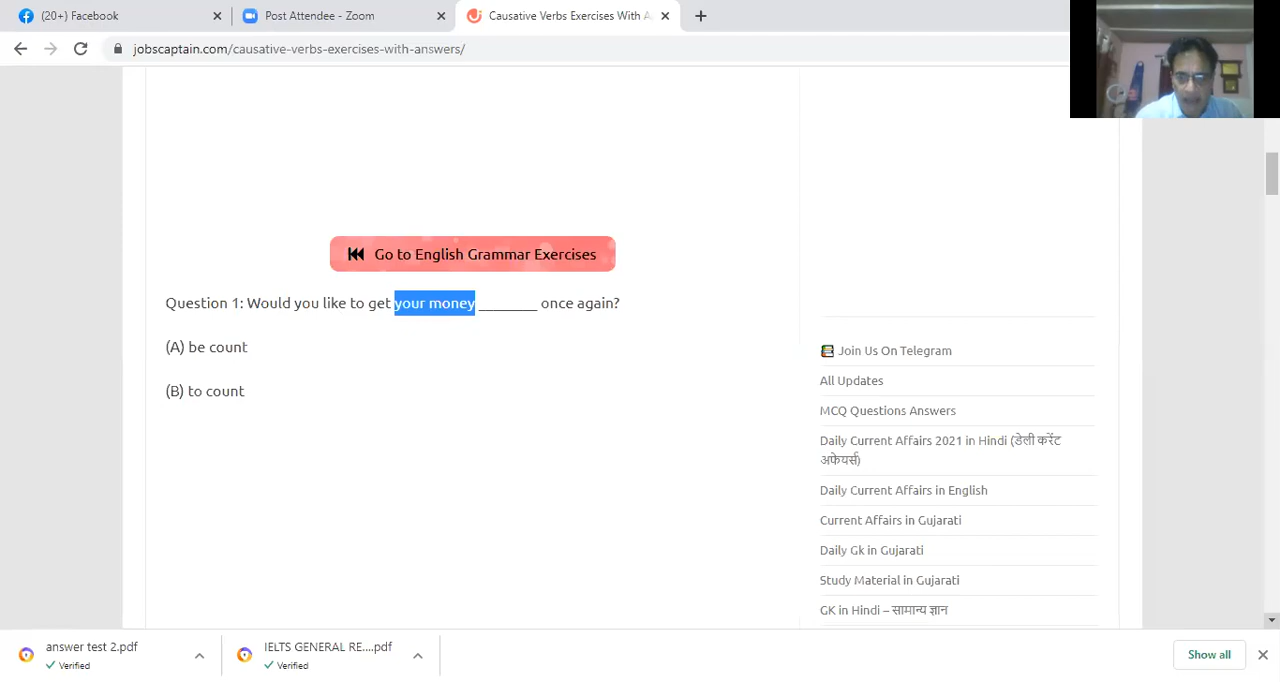 (20+) Facebook
Post Attendee - Zoom
Causative Verbs Exercises With A
jobscaptain.com/causative-verbs-exercises-with-answers/
Go to English Grammar Exercises
Question 1: Would you like to get your money ________ once again?
(A) be count
(B) to count
Join Us On Telegram
All Updates
MCQ Questions Answers
Daily Current Affairs 2021 in Hindi (डेली करेंट
अफेयर्स)
Daily Current Affairs in English
Current Affairs in Gujarati
Daily Gk in Gujarati
Study Material in Gujarati
GK in Hindi – सामान्य ज्ञान
answer test 2.pdf
Verified
IELTS GENERAL RE....pdf
Verified
Show all